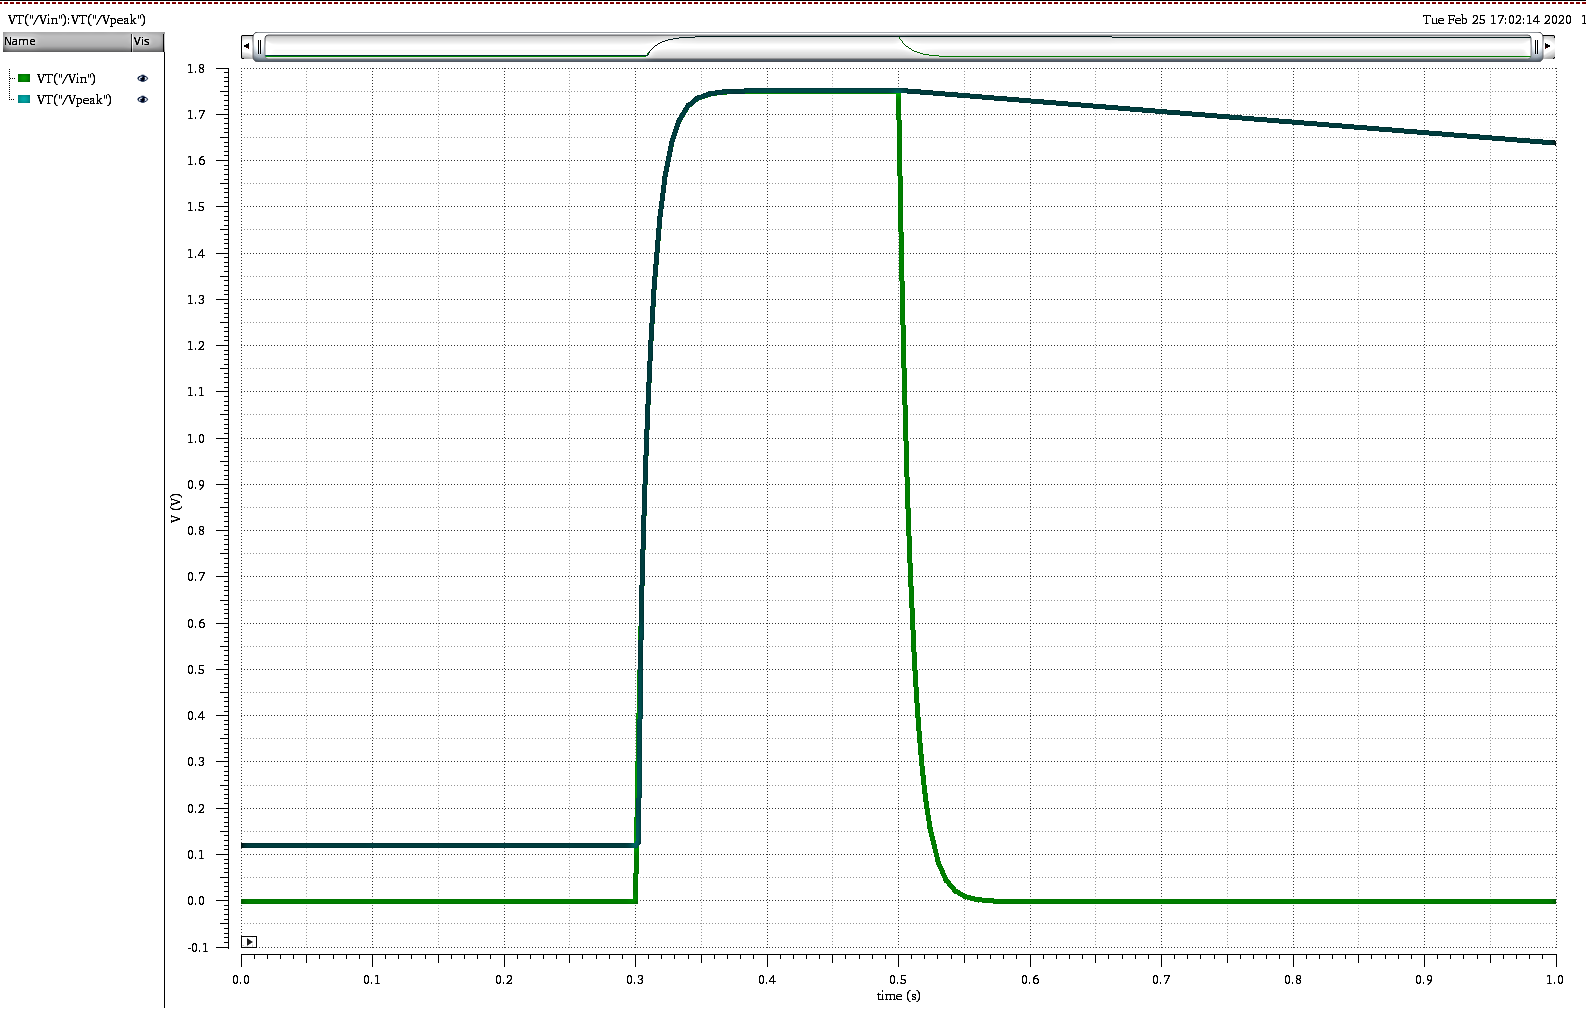 VT("/Vin"):VT("/Vpeak")
Tue Feb 25 17:02:14 2020 1
Name Vis
VT("/Vin")
VT("/Vpeak")
1.8
1.7
1.6
1.5
1.4
1.3
1.2
1.1
1.0
0.9
0.8
0.7
0.6
0.5
0.4
0.3
0.2
0.1
0.0
-0.1
V (V)
0.0 0.1 0.2 0.3 0.4 0.5 0.6 0.7 0.8 0.9 1.0
time (s)